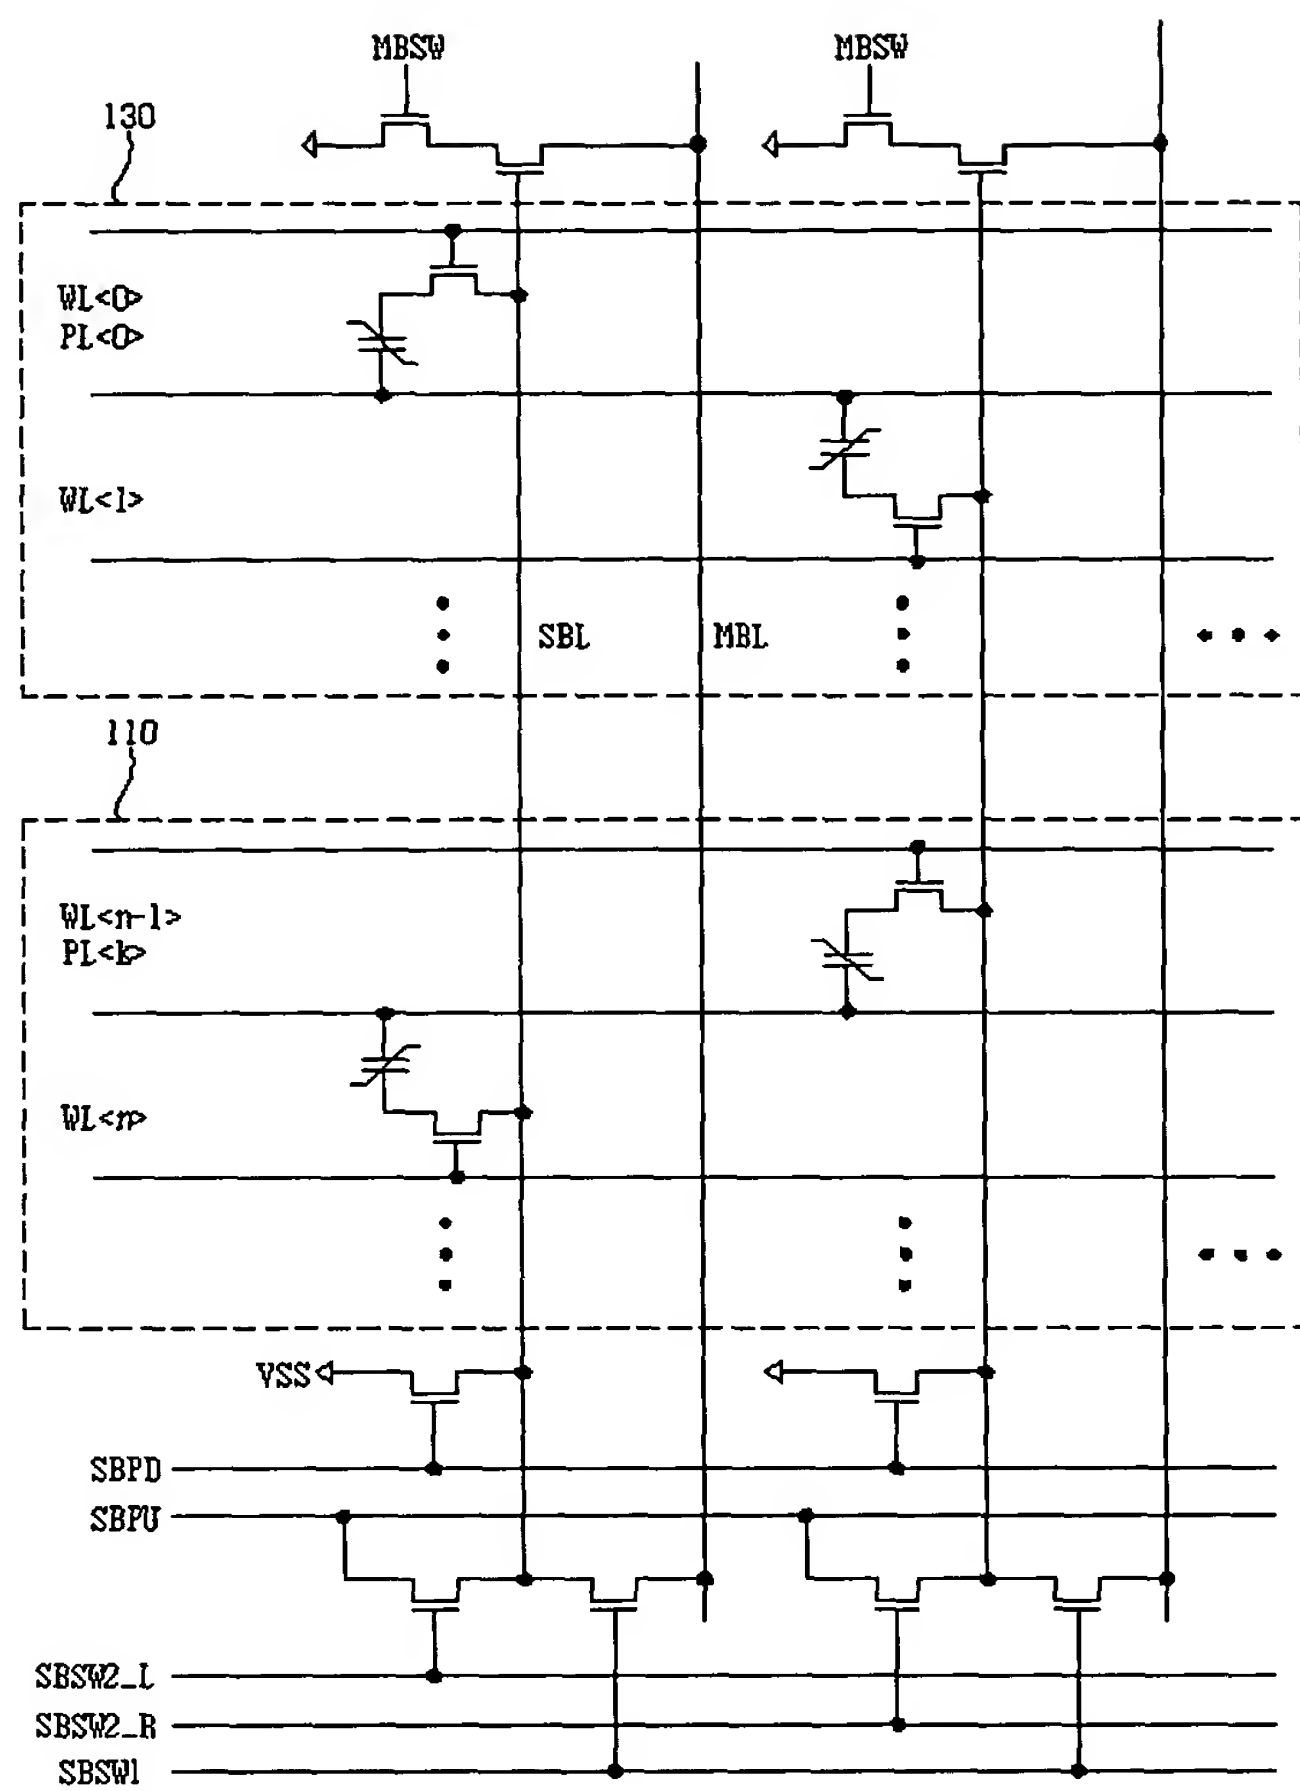 MBSW MBSW
130
WL<0>
PL<0>
WL<1>
SBL MBL
110
WL<n-1>
PL<k>
WL<n>
VSS
SBPD
SBPU
SBSW2_L
SBSW2_R
SBSW1